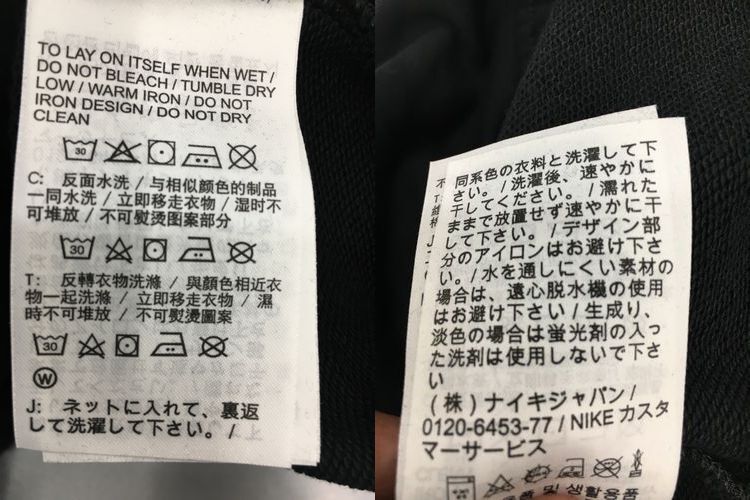 TO LAY ON ITSELF WHEN WET /
DO NOT BLEACH / TUMBLE DRY
LOW / WARM IRON / DO NOT
IRON DESIGN / DO NOT DRY
CLEAN
30
C: 反面水洗 / 与相似颜色的制品
一同水洗 / 立即移走衣物 / 湿时不
可堆放 / 不可熨烫图案部分
30
T: 反轉衣物洗滌 / 與顏色相近衣
物一起洗滌 / 立即移走衣物 / 濕
時不可堆放 / 不可熨燙圖案
30
W
J: ネットに入れて、裏返
して洗濯して下さい。 /
同系色の衣料と洗濯して下
さい。/ 洗濯後、速やかに
干してください。/ 濡れた
ままで放置せず速やかに干
して下さい。/ デザイン部
分のアイロンはお避け下さ
い。/ 水を通しにくい素材の
場合は、遠心脱水機の使用
はお避け下さい / 生成り、
淡色の場合は蛍光剤の入っ
た洗剤は使用しないで下さ
い
(株) ナイキジャパン /
0120-6453-77 / NIKE カスタ
マーサービス
품 및 생활용품